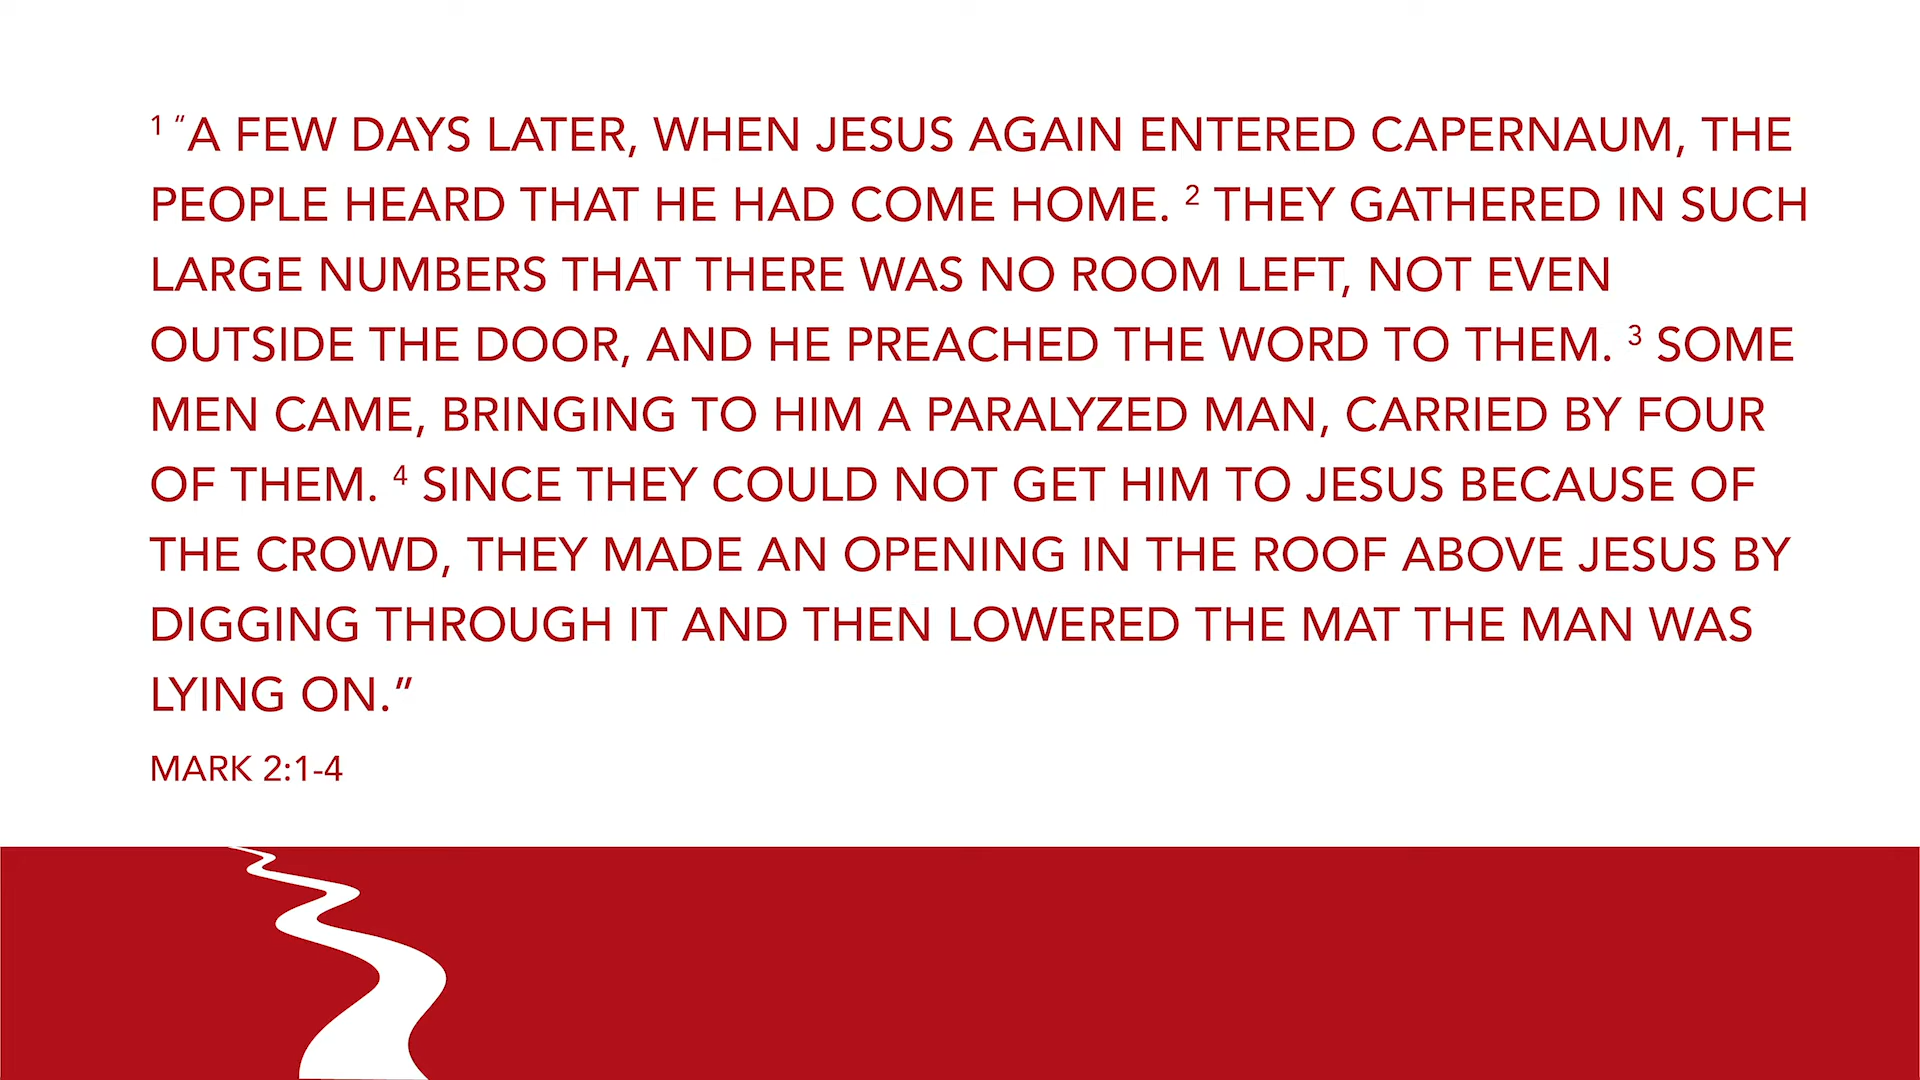 ¹ “A FEW DAYS LATER, WHEN JESUS AGAIN ENTERED CAPERNAUM, THE
PEOPLE HEARD THAT HE HAD COME HOME. ² THEY GATHERED IN SUCH
LARGE NUMBERS THAT THERE WAS NO ROOM LEFT, NOT EVEN
OUTSIDE THE DOOR, AND HE PREACHED THE WORD TO THEM. ³ SOME
MEN CAME, BRINGING TO HIM A PARALYZED MAN, CARRIED BY FOUR
OF THEM. ⁴ SINCE THEY COULD NOT GET HIM TO JESUS BECAUSE OF
THE CROWD, THEY MADE AN OPENING IN THE ROOF ABOVE JESUS BY
DIGGING THROUGH IT AND THEN LOWERED THE MAT THE MAN WAS
LYING ON.”
MARK 2:1-4